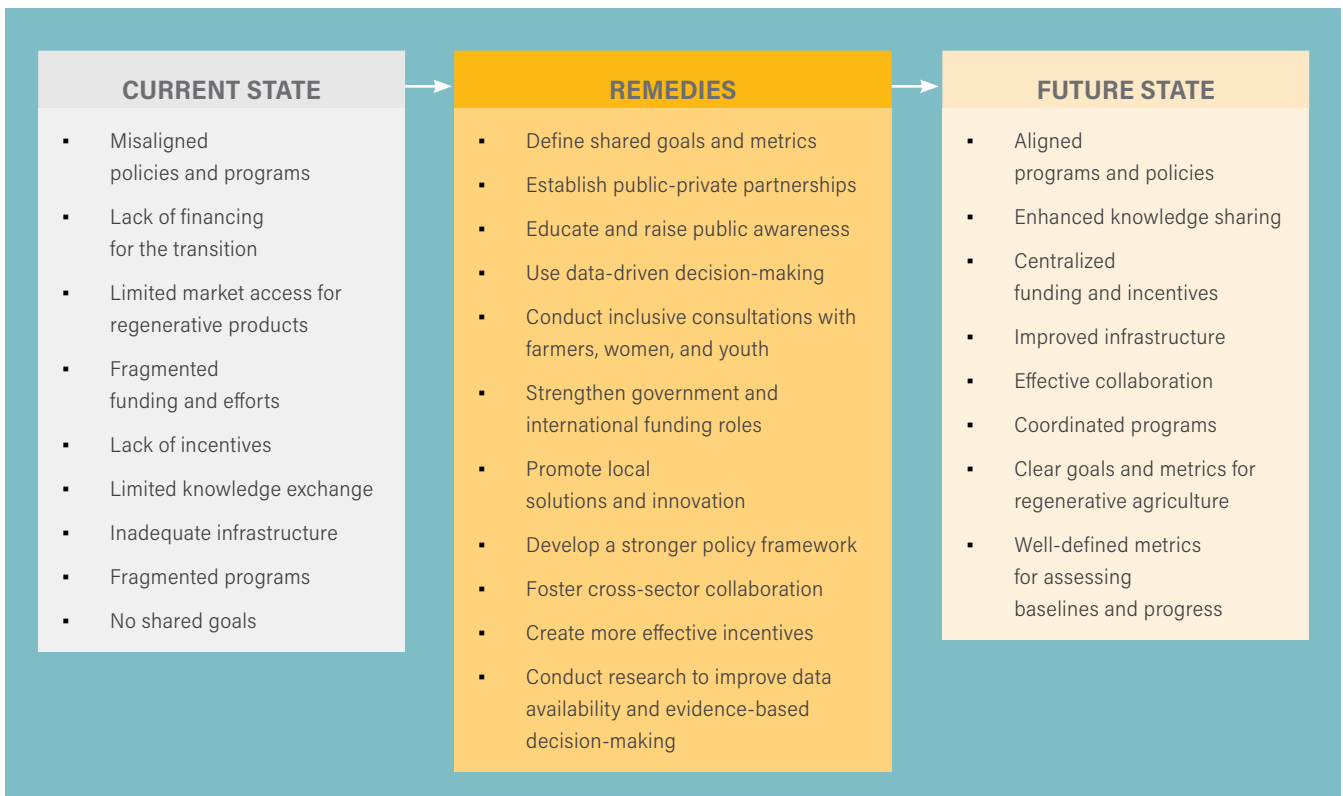 CURRENT STATE
▪ Misaligned
policies and programs
▪ Lack of financing
for the transition
▪ Limited market access for
regenerative products
▪ Fragmented
funding and efforts
▪ Lack of incentives
▪ Limited knowledge exchange
▪ Inadequate infrastructure
▪ Fragmented programs
▪ No shared goals
REMEDIES
▪ Define shared goals and metrics
▪ Establish public-private partnerships
▪ Educate and raise public awareness
▪ Use data-driven decision-making
▪ Conduct inclusive consultations with
farmers, women, and youth
▪ Strengthen government and
international funding roles
▪ Promote local
solutions and innovation
▪ Develop a stronger policy framework
▪ Foster cross-sector collaboration
▪ Create more effective incentives
▪ Conduct research to improve data
availability and evidence-based
decision-making
FUTURE STATE
▪ Aligned
programs and policies
▪ Enhanced knowledge sharing
▪ Centralized
funding and incentives
▪ Improved infrastructure
▪ Effective collaboration
▪ Coordinated programs
▪ Clear goals and metrics for
regenerative agriculture
▪ Well-defined metrics
for assessing
baselines and progress